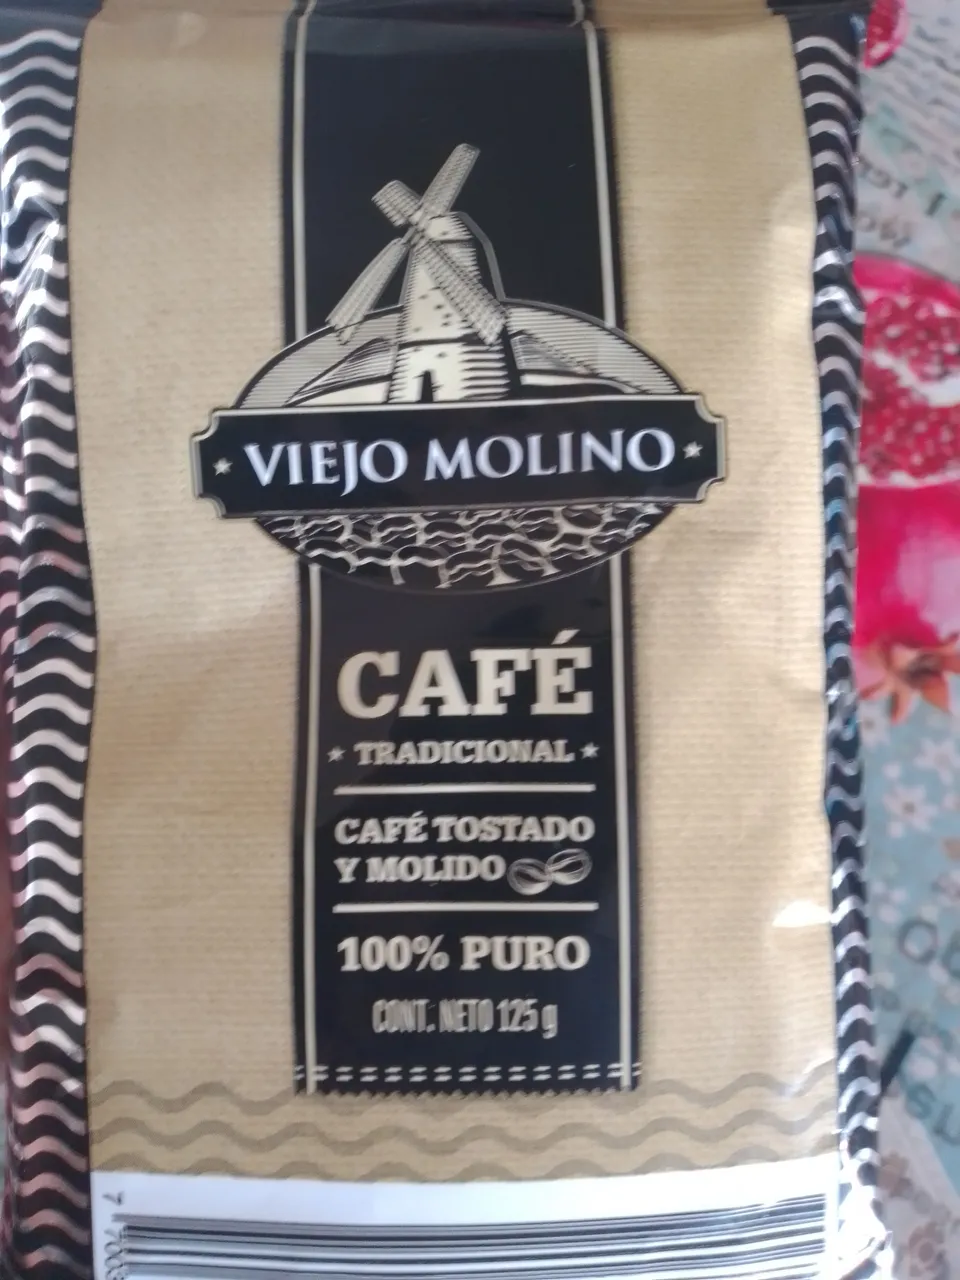 VIEJO MOLINO
CAFÉ
TRADICIONAL
CAFÉ TOSTADO
Y MOLIDO
100% PURO
CONT. NETO 125 g